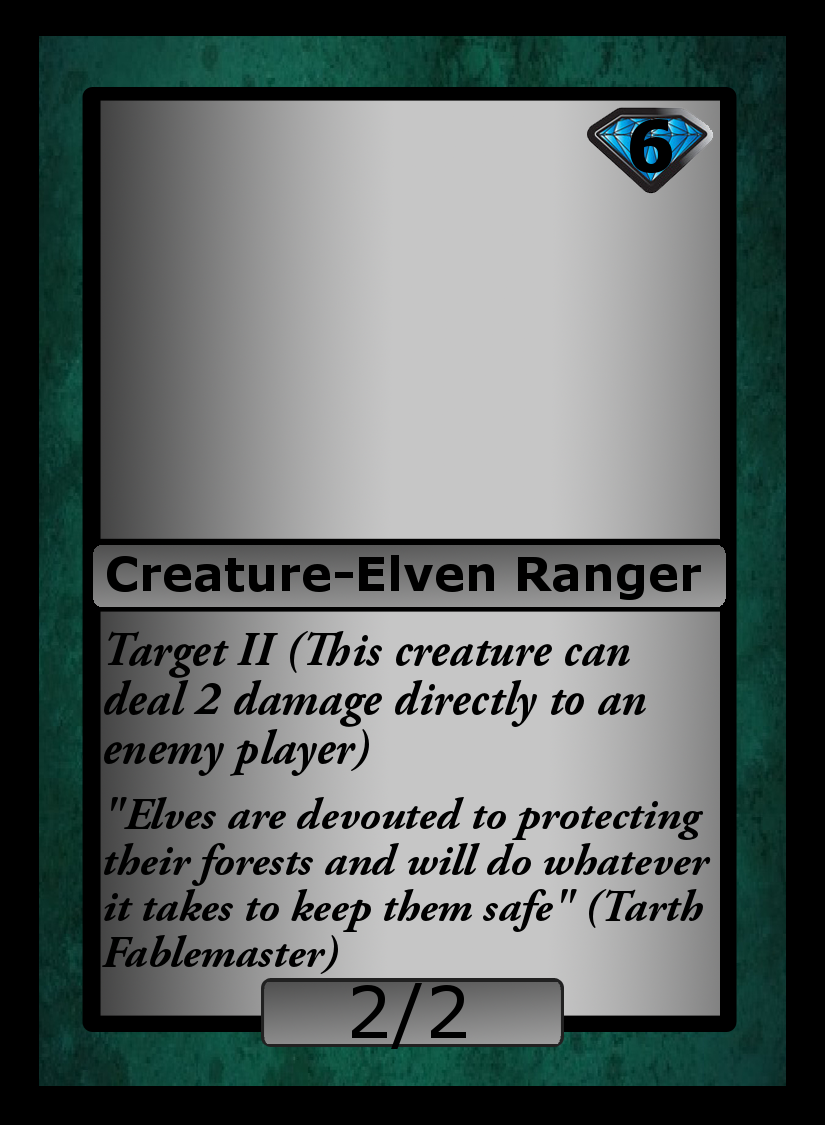 6
Creature-Elven Ranger
Target II (This creature can
deal 2 damage directly to an
enemy player)
"Elves are devouted to protecting
their forests and will do whatever
it takes to keep them safe" (Tarth
Fablemaster)
2/2